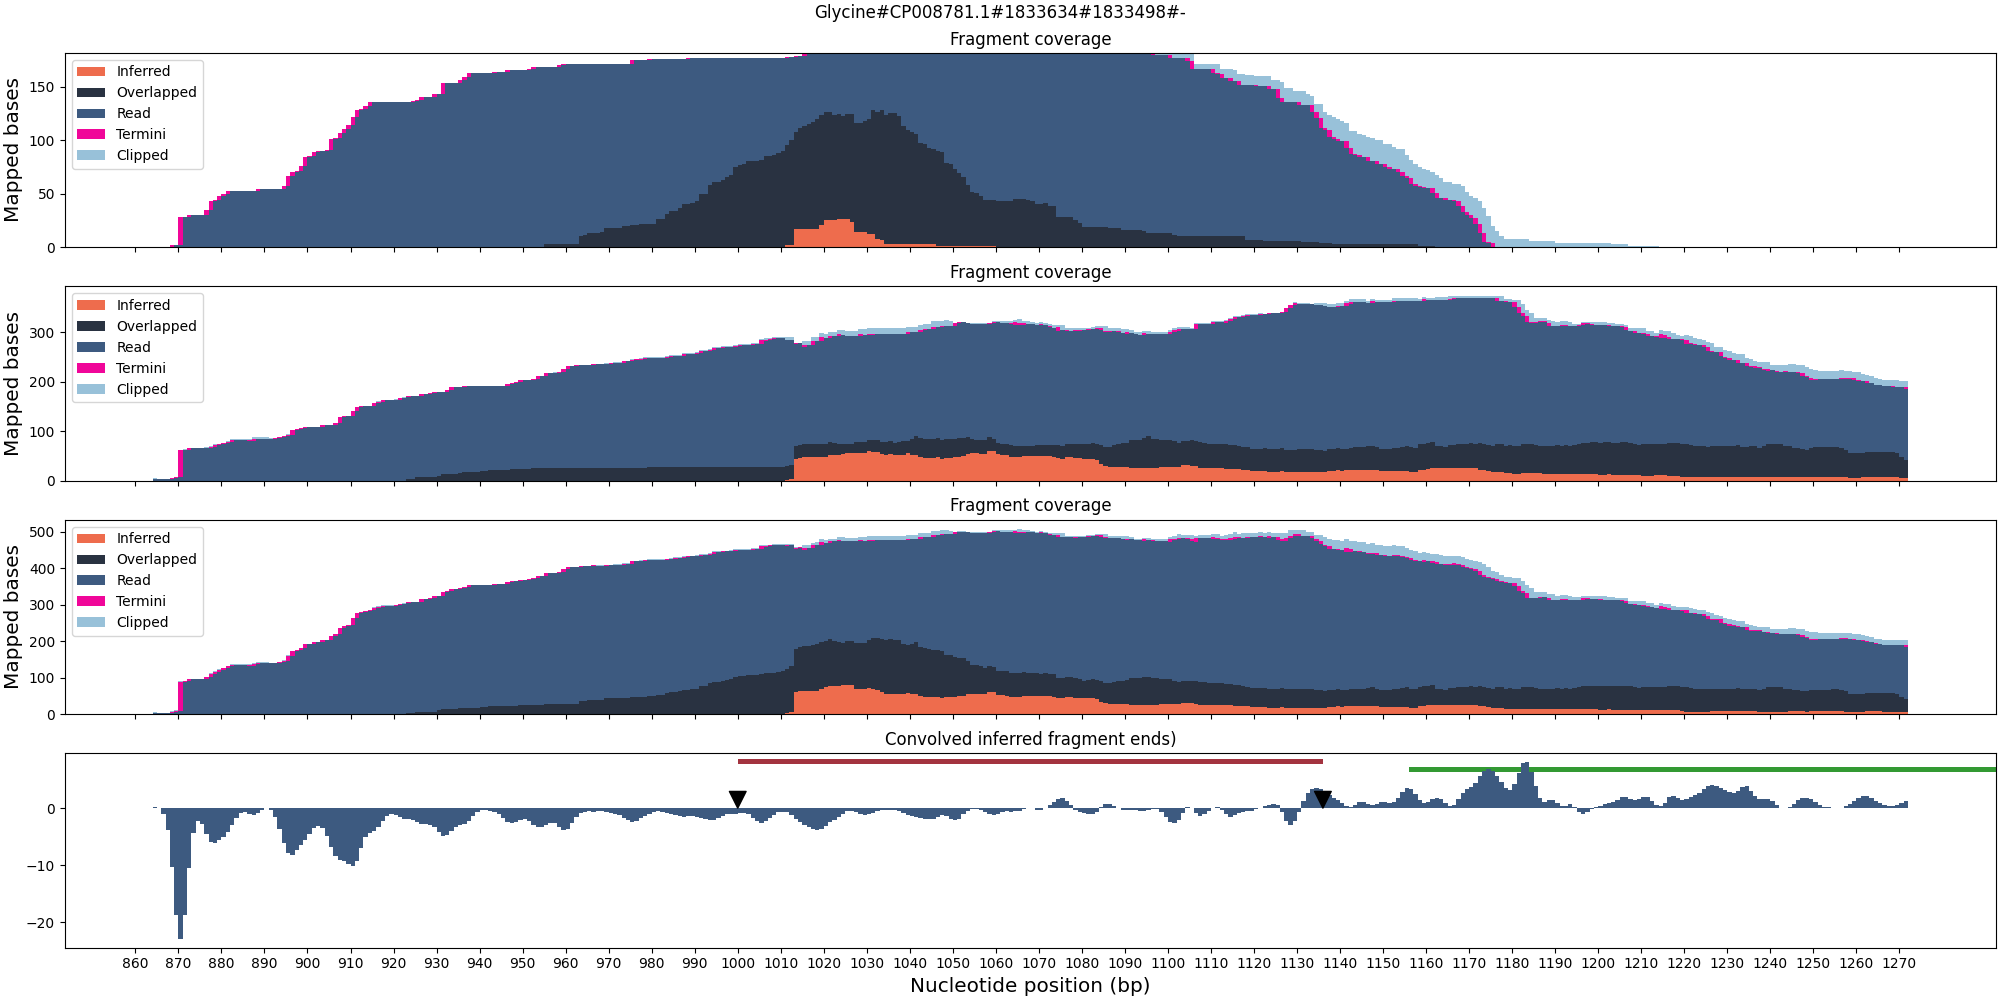 Glycine#CP008781.1#1833634#1833498#-
Fragment coverage
Mapped bases
150
100
50
0
Inferred
Overlapped
Read
Termini
Clipped
Fragment coverage
Mapped bases
300
200
100
0
Inferred
Overlapped
Read
Termini
Clipped
Fragment coverage
Mapped bases
500
400
300
200
100
0
Inferred
Overlapped
Read
Termini
Clipped
Convolved inferred fragment ends)
0
−10
−20
860 870 880 890 900 910 920 930 940 950 960 970 980 990 1000 1010 1020 1030 1040 1050 1060 1070 1080 1090 1100 1110 1120 1130 1140 1150 1160 1170 1180 1190 1200 1210 1220 1230 1240 1250 1260 1270
Nucleotide position (bp)